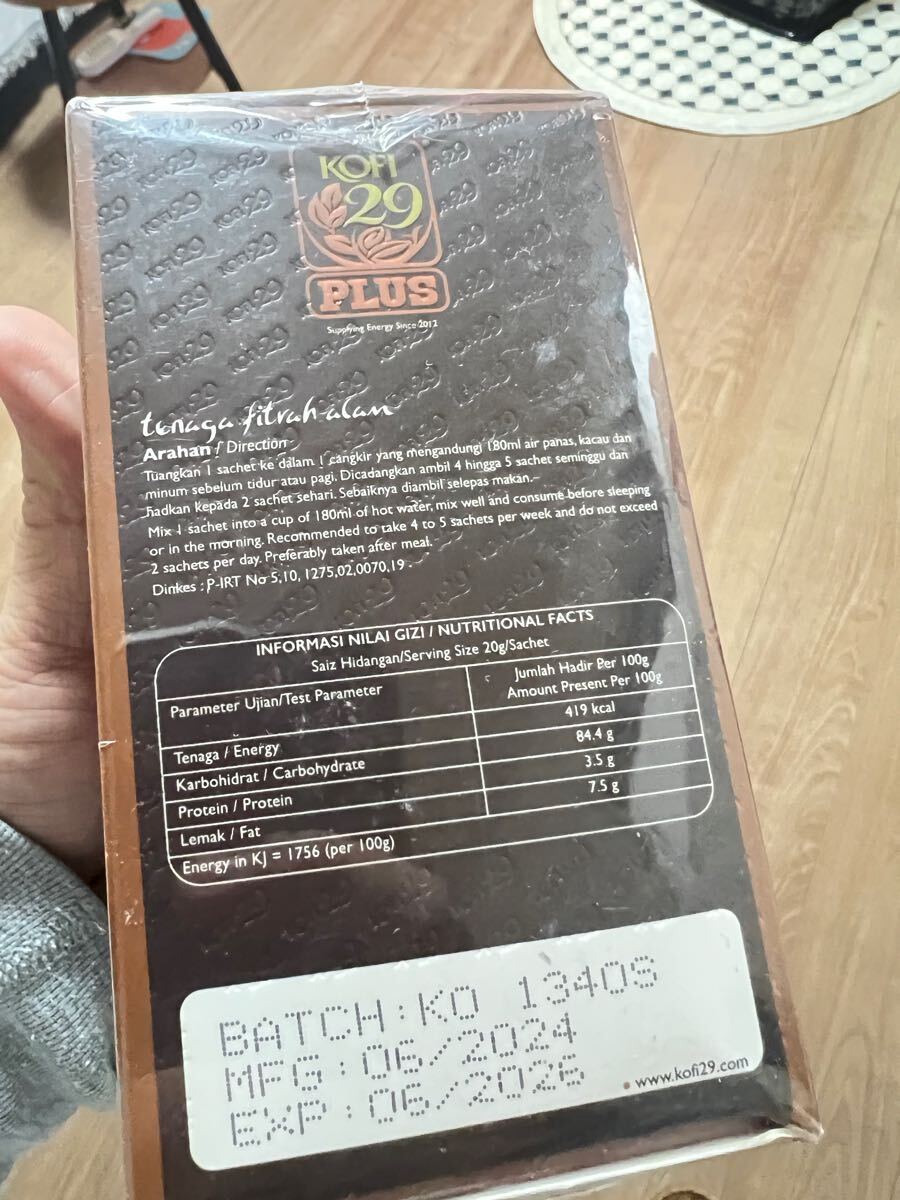 KOFI
29
PLUS
Supplying Energy Since 2012
tenaga fitrah alam
Arahan / Direction
Tuangkan 1 sachet ke dalam 1 cangkir yang mengandungi 180ml air panas, kacau dan
minum sebelum tidur atau pagi. Dicadangkan ambil 4 hingga 5 sachet seminggu dan
hadkan kepada 2 sachet sehari. Sebaiknya diambil selepas makan.
Mix 1 sachet into a cup of 180ml of hot water, mix well and consume before sleeping
or in the morning. Recommended to take 4 to 5 sachets per week and do not exceed
2 sachets per day. Preferably taken after meal.
Dinkes : P-IRT No 5,10, 1275,02,0070,19
INFORMASI NILAI GIZI / NUTRITIONAL FACTS
Saiz Hidangan/Serving Size 20g/Sachet
Parameter Ujian/Test Parameter
Jumlah Hadir Per 100g
Amount Present Per 100g
Tenaga / Energy
419 kcal
Karbohidrat / Carbohydrate
84.4 g
Protein / Protein
3.5 g
Lemak / Fat
7.5 g
Energy in KJ = 1756 (per 100g)
BATCH:KO 1340S
MFG:06/2024
EXP:06/2026
www.kofi29.com